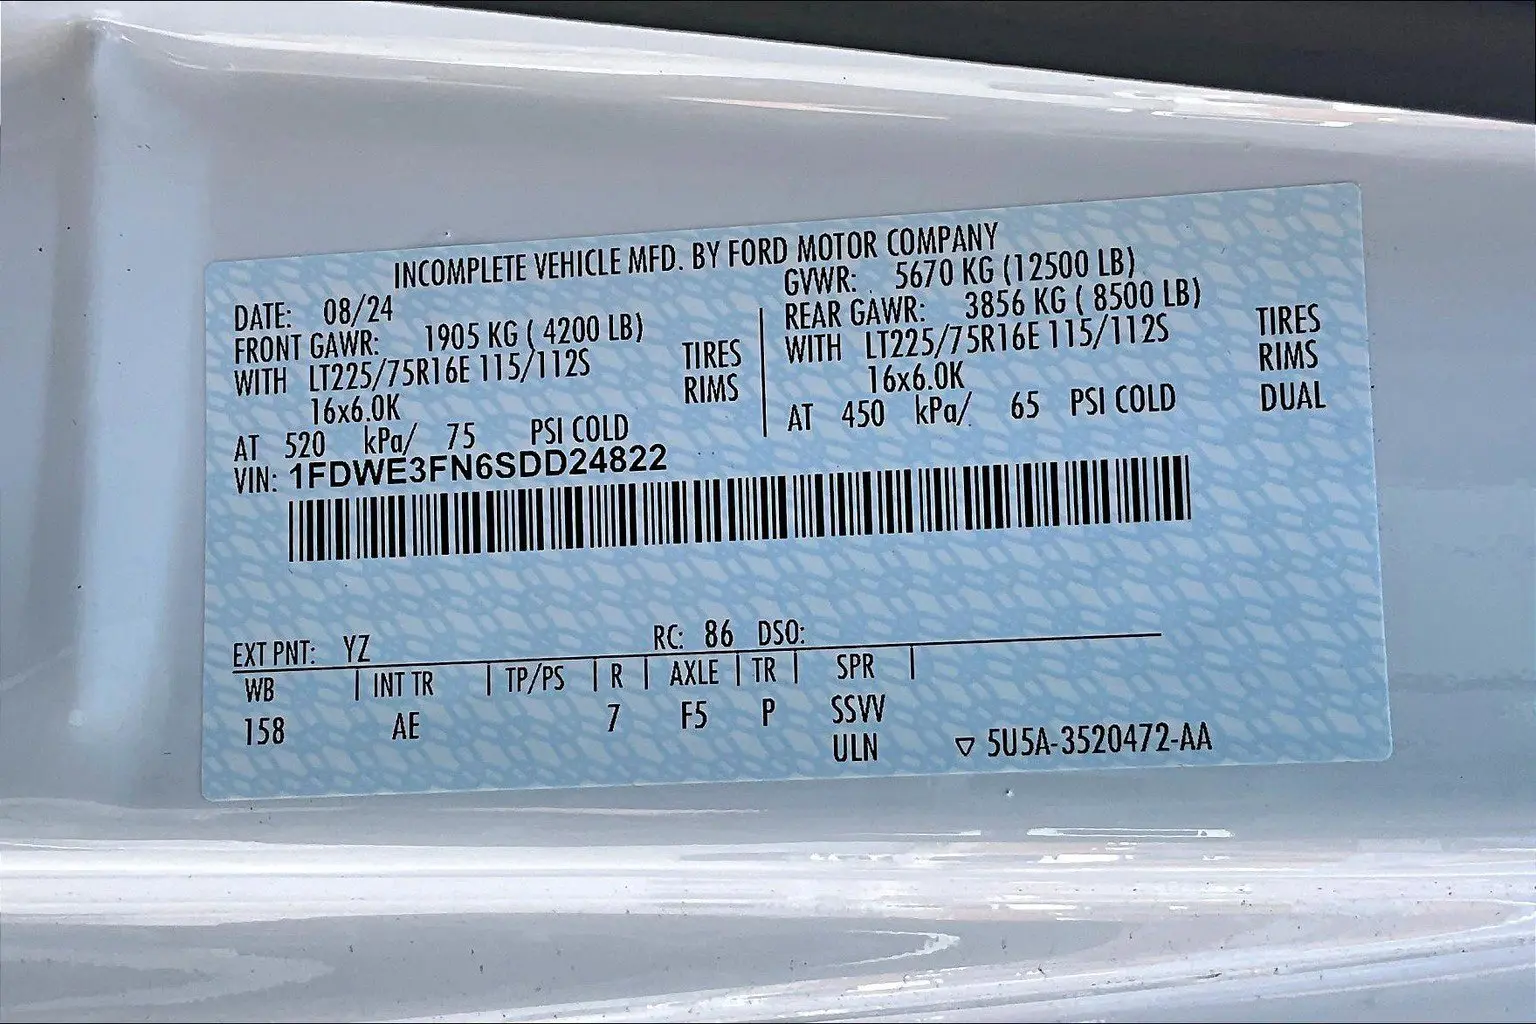 INCOMPLETE VEHICLE MFD. BY FORD MOTOR COMPANY
DATE: 08/24
GVWR: 5670 KG (12500 LB)
FRONT GAWR: 1905 KG ( 4200 LB)
REAR GAWR: 3856 KG ( 8500 LB)
WITH LT225/75R16E 115/112S TIRES
WITH LT225/75R16E 115/112S TIRES
16x6.0K RIMS
16x6.0K RIMS
AT 520 kPa/ 75 PSI COLD
AT 450 kPa/ 65 PSI COLD DUAL
VIN: 1FDWE3FN6SDD24822
EXT PNT: YZ RC: 86 DSO:
WB INT TR TP/PS R AXLE TR SPR
158 AE 7 F5 P SSVV
ULN ▽ 5U5A-3520472-AA